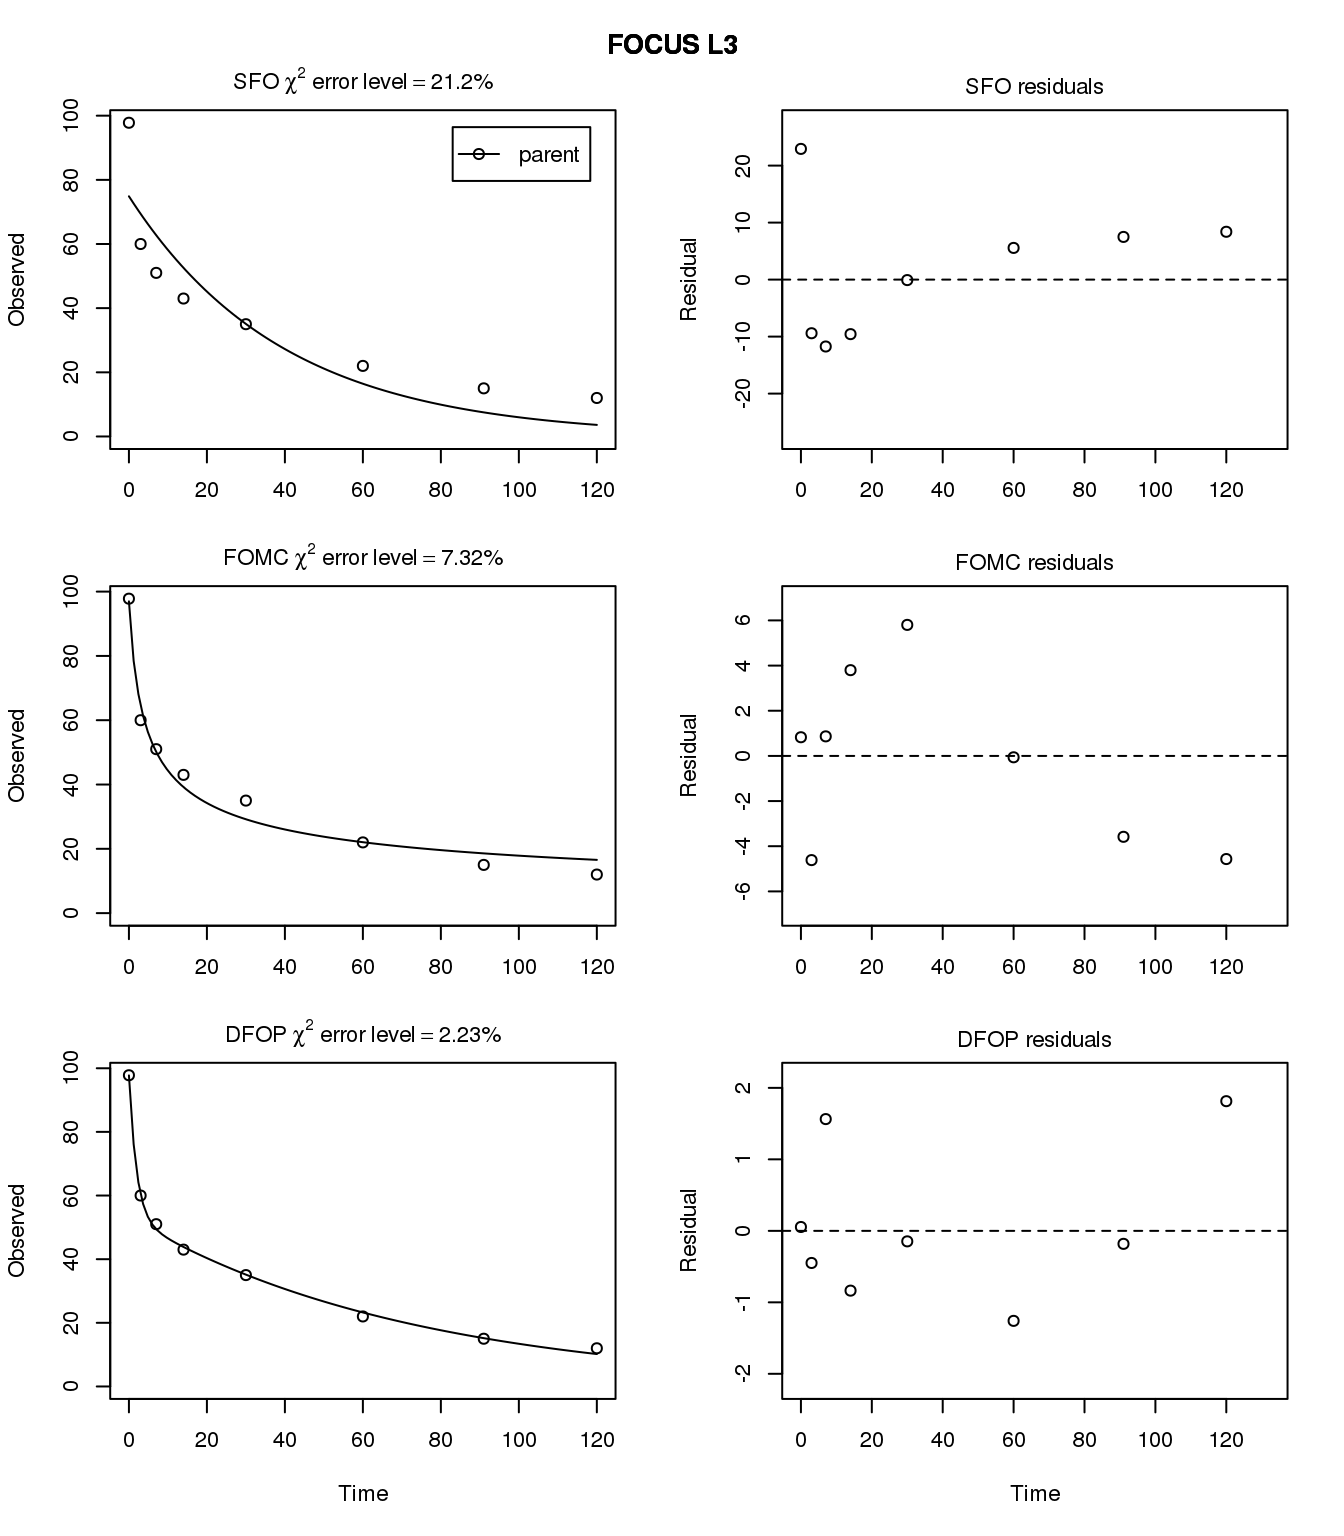 FOCUS L3
SFO χ2 error level = 21.2%
Observed
100
80
60
40
20
0
parent
0 20 40 60 80 100 120
SFO residuals
Residual
20
10
0
-10
-20
0 20 40 60 80 100 120
FOMC χ2 error level = 7.32%
Observed
100
80
60
40
20
0
0 20 40 60 80 100 120
FOMC residuals
Residual
6
4
2
0
-2
-4
-6
0 20 40 60 80 100 120
DFOP χ2 error level = 2.23%
Observed
100
80
60
40
20
0
0 20 40 60 80 100 120
Time
DFOP residuals
Residual
2
1
0
-1
-2
0 20 40 60 80 100 120
Time